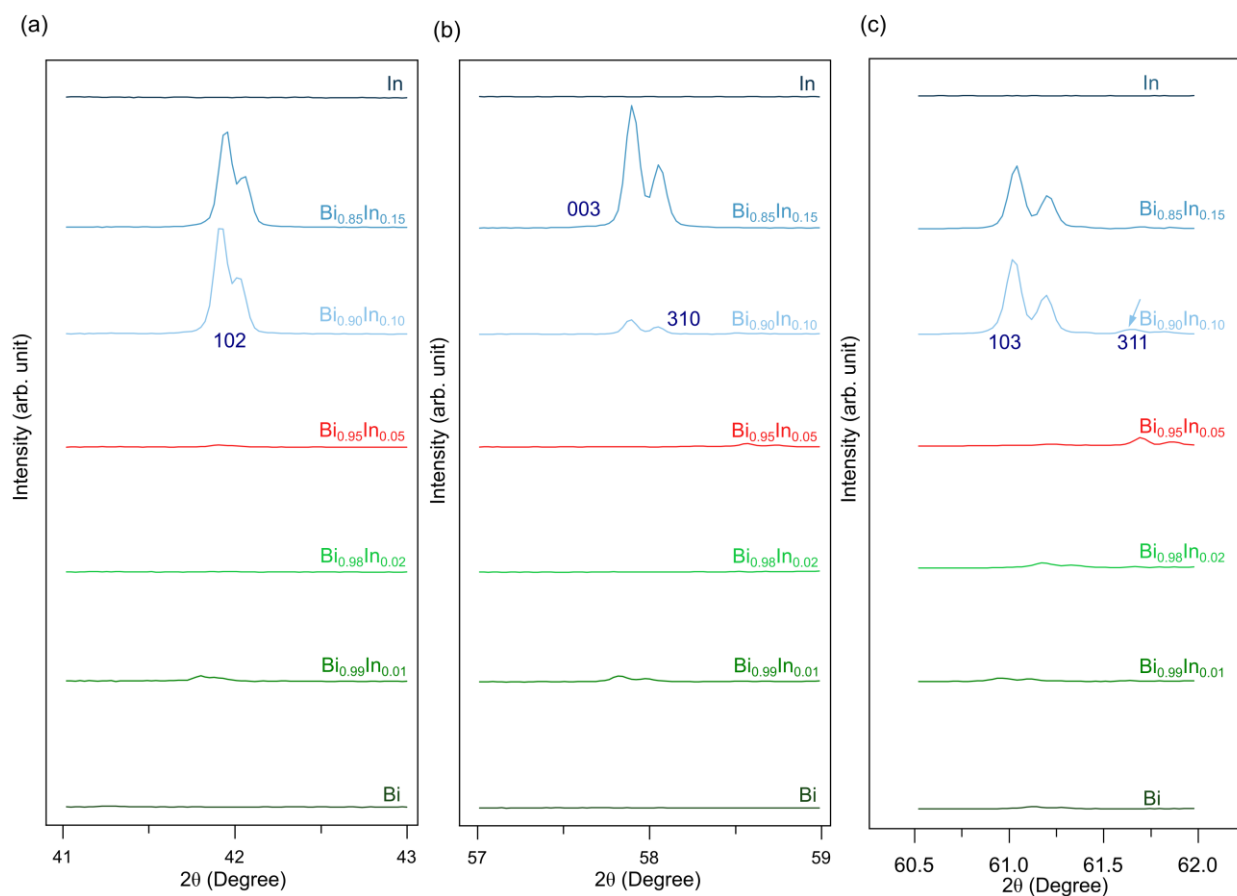 (a)
Intensity (arb. unit)
In
Bi0.85In0.15
Bi0.90In0.10
102
Bi0.95In0.05
Bi0.98In0.02
Bi0.99In0.01
Bi
41 42 43
2θ (Degree)
(b)
Intensity (arb. unit)
In
003
Bi0.85In0.15
310
Bi0.90In0.10
Bi0.95In0.05
Bi0.98In0.02
Bi0.99In0.01
Bi
57 58 59
2θ (Degree)
(c)
Intensity (arb. unit)
In
Bi0.85In0.15
Bi0.90In0.10
103 311
Bi0.95In0.05
Bi0.98In0.02
Bi0.99In0.01
Bi
60.5 61.0 61.5 62.0
2θ (Degree)